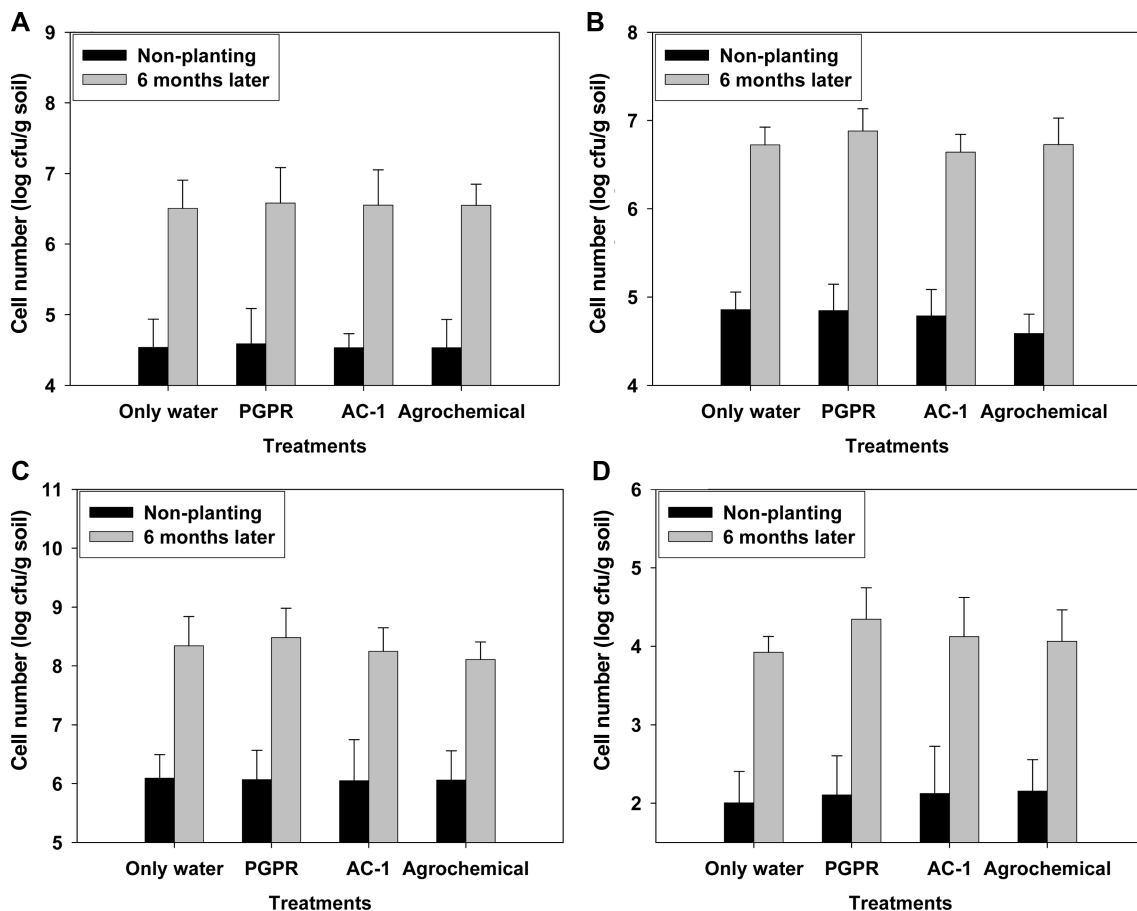 A
Cell number (log cfu/g soil)
9
8
7
6
5
4
Non-planting
6 months later
Only water PGPR AC-1 Agrochemical
Treatments
B
Cell number (log cfu/g soil)
8
7
6
5
4
Non-planting
6 months later
Only water PGPR AC-1 Agrochemical
Treatments
C
Cell number (log cfu/g soil)
11
10
9
8
7
6
5
Non-planting
6 months later
Only water PGPR AC-1 Agrochemical
Treatments
D
Cell number (log cfu/g soil)
6
5
4
3
2
Non-planting
6 months later
Only water PGPR AC-1 Agrochemical
Treatments